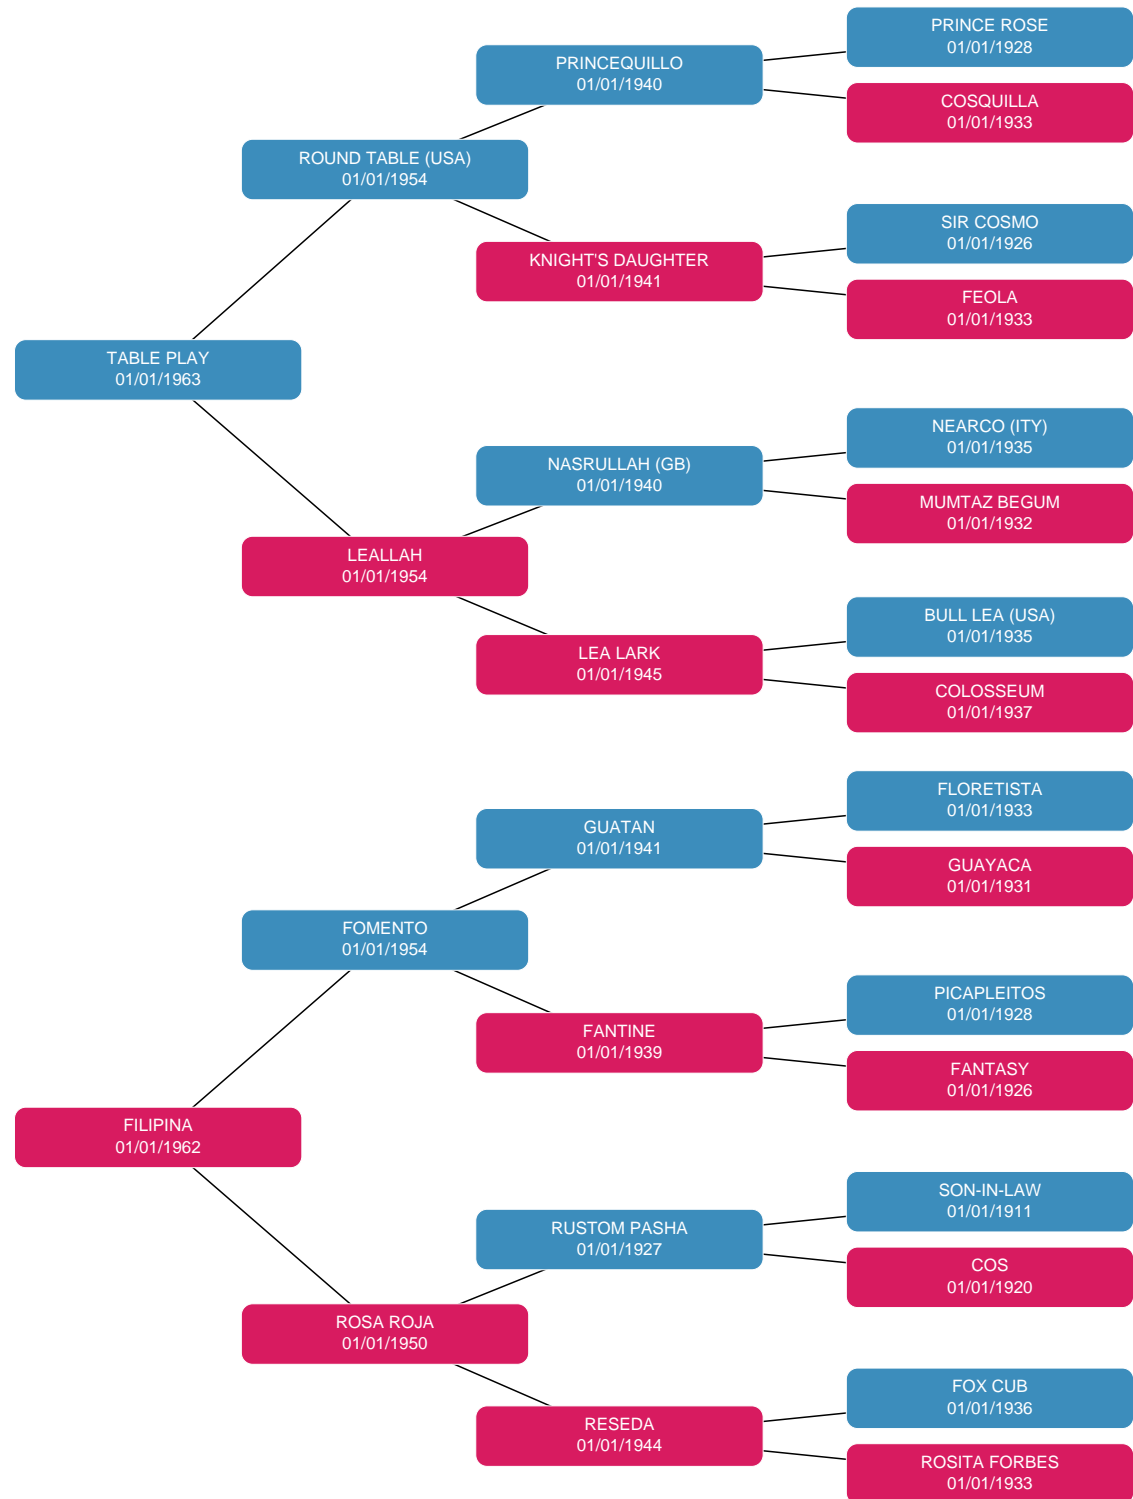 PRINCE ROSE
01/01/1928
PRINCEQUILLO
01/01/1940
COSQUILLA
01/01/1933
ROUND TABLE (USA)
01/01/1954
SIR COSMO
01/01/1926
KNIGHT'S DAUGHTER
01/01/1941
FEOLA
01/01/1933
TABLE PLAY
01/01/1963
NEARCO (ITY)
01/01/1935
NASRULLAH (GB)
01/01/1940
MUMTAZ BEGUM
01/01/1932
LEALLAH
01/01/1954
BULL LEA (USA)
01/01/1935
LEA LARK
01/01/1945
COLOSSEUM
01/01/1937
FLORETISTA
01/01/1933
GUATAN
01/01/1941
GUAYACA
01/01/1931
FOMENTO
01/01/1954
PICAPLEITOS
01/01/1928
FANTINE
01/01/1939
FANTASY
01/01/1926
FILIPINA
01/01/1962
SON-IN-LAW
01/01/1911
RUSTOM PASHA
01/01/1927
COS
01/01/1920
ROSA ROJA
01/01/1950
FOX CUB
01/01/1936
RESEDA
01/01/1944
ROSITA FORBES
01/01/1933